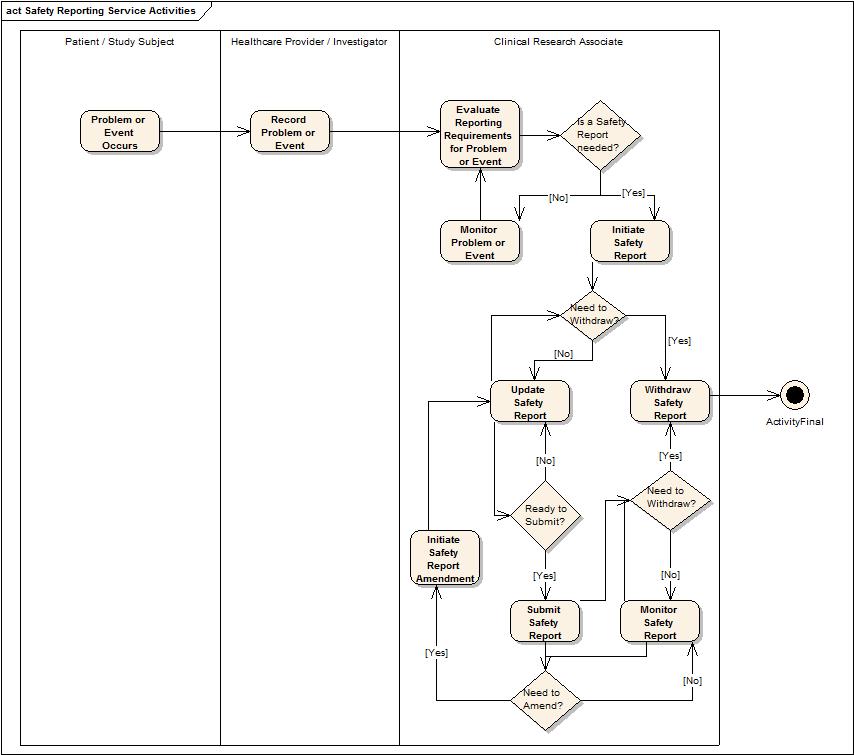 act Safety Reporting Service Activities
Patient / Study Subject
Healthcare Provider / Investigator
Clinical Research Associate
Problem or
Event
Occurs
Record
Problem or
Event
Evaluate
Reporting
Requirements
for Problem
or Event
Is a Safety
Report
needed?
[No]
[Yes]
Monitor
Problem or
Event
Initiate
Safety
Report
Need to
Withdraw?
[No]
[Yes]
Update
Safety
Report
Withdraw
Safety
Report
ActivityFinal
[No]
[Yes]
Ready to
Submit?
Need to
Withdraw?
Initiate
Safety
Report
Amendment
[Yes]
[No]
Submit
Safety
Report
Monitor
Safety
Report
[Yes]
[No]
Need to
Amend?